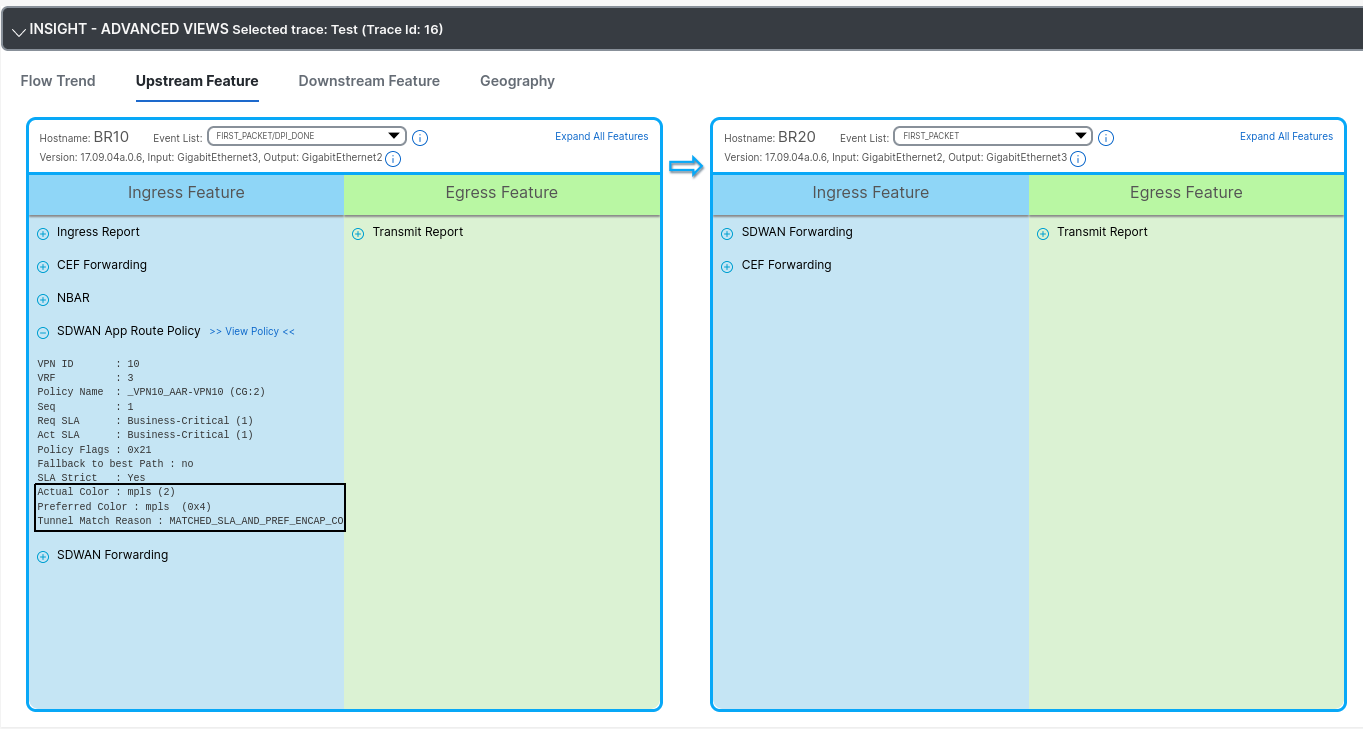 INSIGHT - ADVANCED VIEWS Selected trace: Test (Trace Id: 16)
Flow Trend Upstream Feature Downstream Feature Geography
Hostname: BR10 Event List: FIRST_PACKET/DPI_DONE Expand All Features
Version: 17.09.04a.0.6, Input: GigabitEthernet3, Output: GigabitEthernet2
Ingress Feature Egress Feature
Ingress Report
CEF Forwarding
NBAR
SDWAN App Route Policy >> View Policy <<
VPN ID : 10
VRF : 3
Policy Name : _VPN10_AAR-VPN10 (CG:2)
Seq : 1
Req SLA : Business-Critical (1)
Act SLA : Business-Critical (1)
Policy Flags : 0x21
Fallback to best Path : no
SLA Strict : Yes
Actual Color : mpls (2)
Preferred Color : mpls (0x4)
Tunnel Match Reason : MATCHED_SLA_AND_PREF_ENCAP_CO
SDWAN Forwarding
Transmit Report
Hostname: BR20 Event List: FIRST_PACKET Expand All Features
Version: 17.09.04a.0.6, Input: GigabitEthernet2, Output: GigabitEthernet3
Ingress Feature Egress Feature
SDWAN Forwarding
CEF Forwarding
Transmit Report